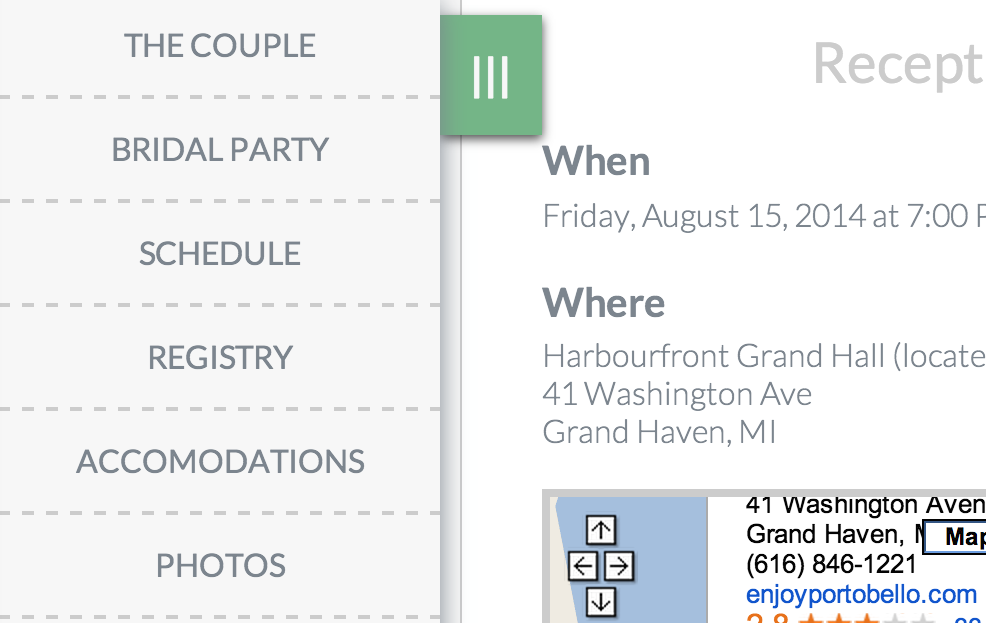 THE COUPLE
BRIDAL PARTY
SCHEDULE
REGISTRY
ACCOMODATIONS
PHOTOS
Recept
When
Friday, August 15, 2014 at 7:00 P
Where
Harbourfront Grand Hall (locate
41 Washington Ave
Grand Haven, MI
41 Washington Aven
Grand Haven, M
Map
(616) 846-1221
enjoyportobello.com
2.8